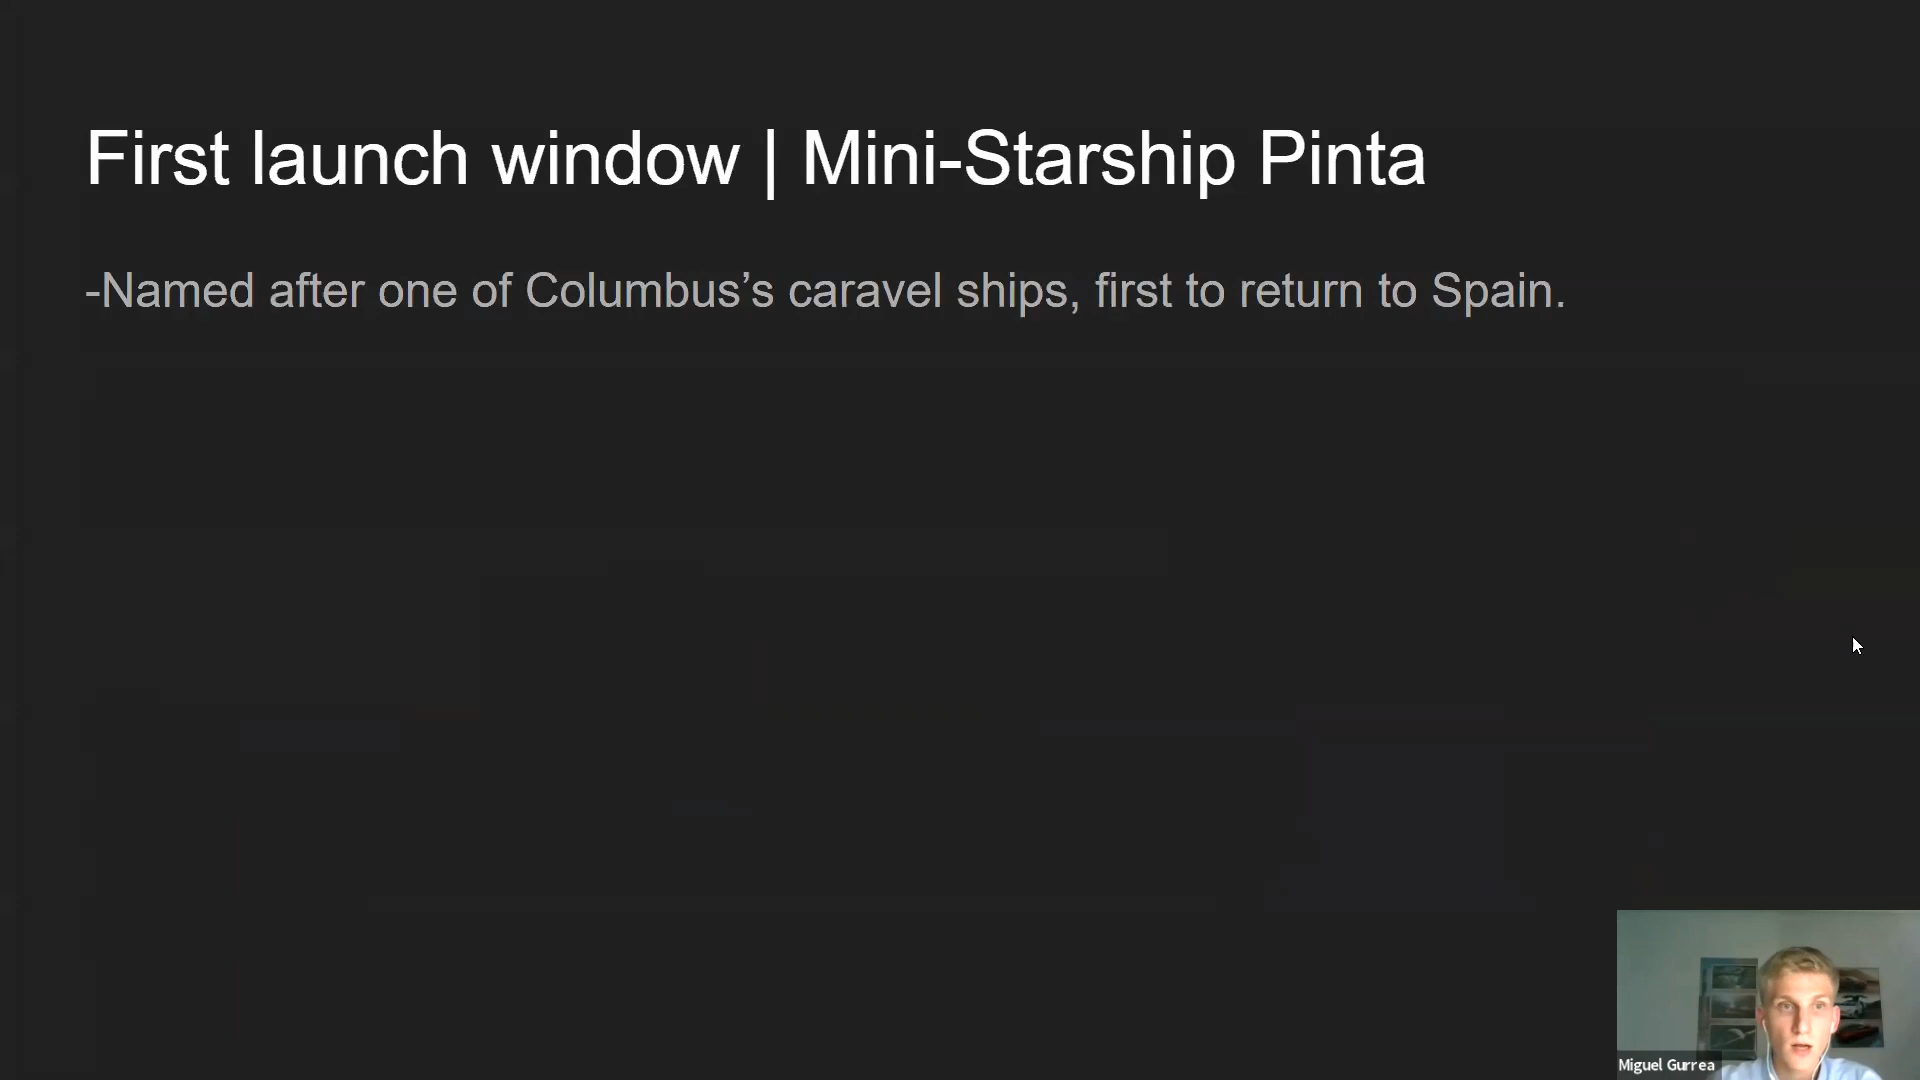 First launch window | Mini-Starship Pinta
-Named after one of Columbus’s caravel ships, first to return to Spain.
Miguel Gurrea